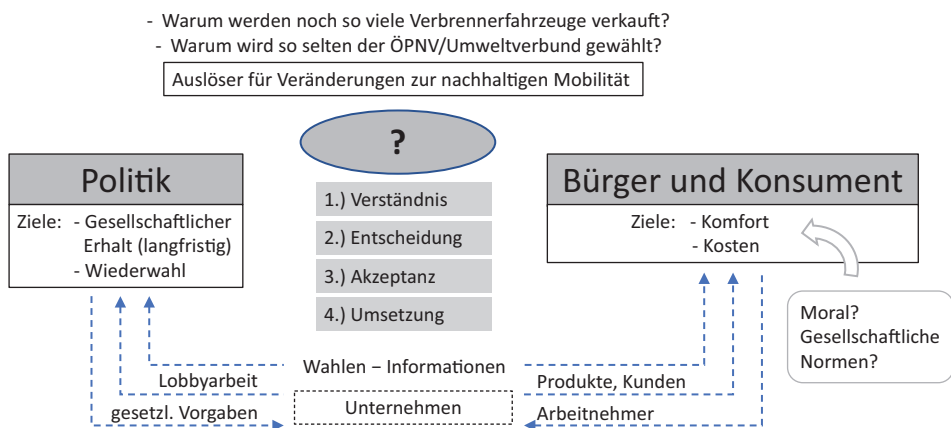 - Warum werden noch so viele Verbrennerfahrzeuge verkauft?
- Warum wird so selten der ÖPNV/Umweltverbund gewählt?
Auslöser für Veränderungen zur nachhaltigen Mobilität
?
Politik
Ziele: - Gesellschaftlicher
Erhalt (langfristig)
- Wiederwahl
1.) Verständnis
2.) Entscheidung
3.) Akzeptanz
4.) Umsetzung
Bürger und Konsument
Ziele: - Komfort
- Kosten
Moral?
Gesellschaftliche
Normen?
Wahlen – Informationen
Lobbyarbeit
Produkte, Kunden
gesetzl. Vorgaben
Unternehmen
Arbeitnehmer